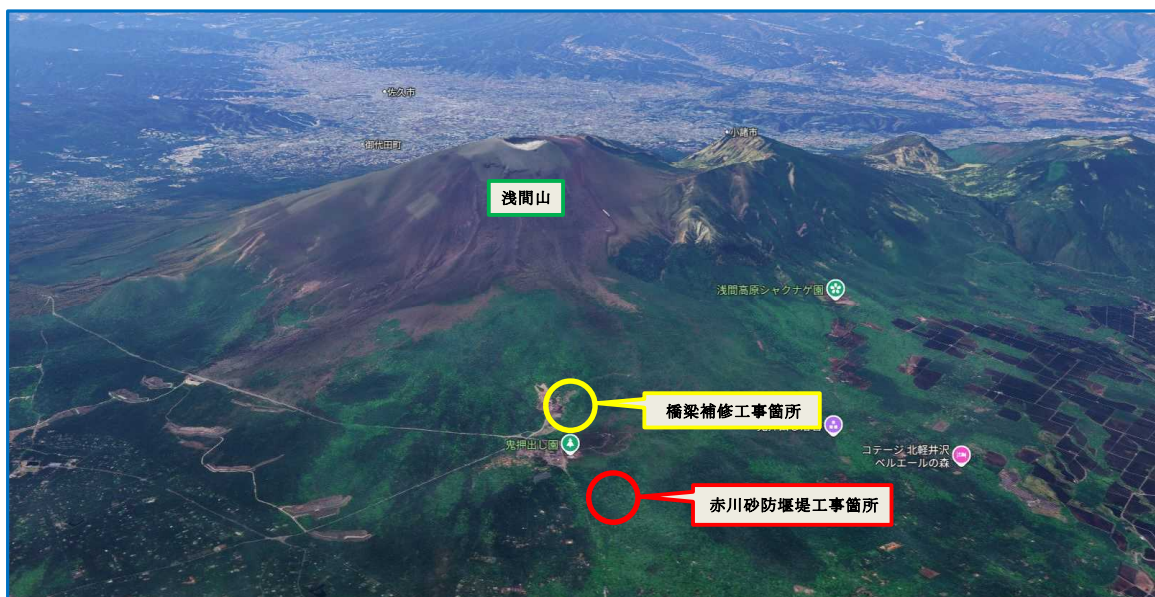 佐久市
御代田町
小諸市
浅間山
浅間高原シャクナゲ園
橋梁補修工事箇所
鬼押出し園
コテージ 北軽井沢
ベルエールの森
赤川砂防堰堤工事箇所